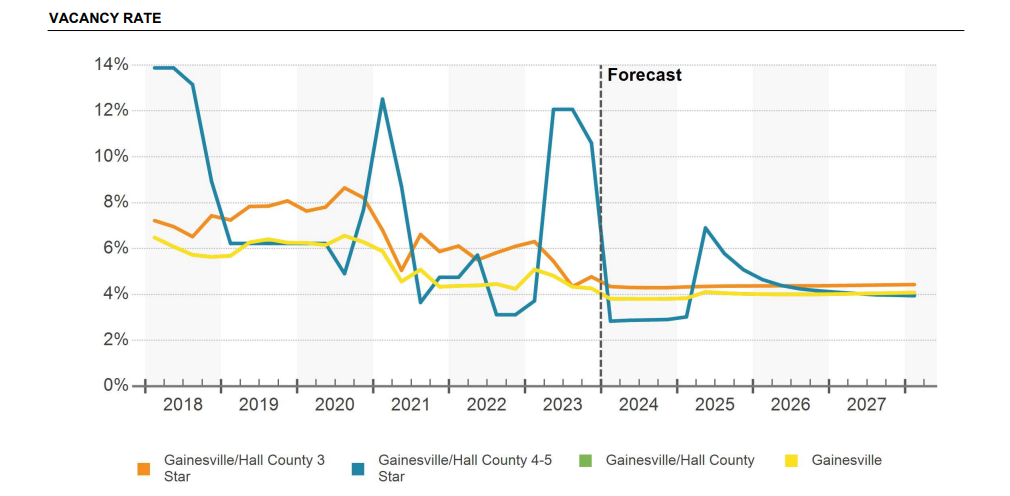 VACANCY RATE
14%
Forecast
12%
10%
8%
6%
4%
2%
0%
2018 2019 2020 2021 2022 2023 2024 2025 2026 2027
Gainesville/Hall County 3 Gainesville/Hall County 4-5 Gainesville/Hall County Gainesville
Star Star